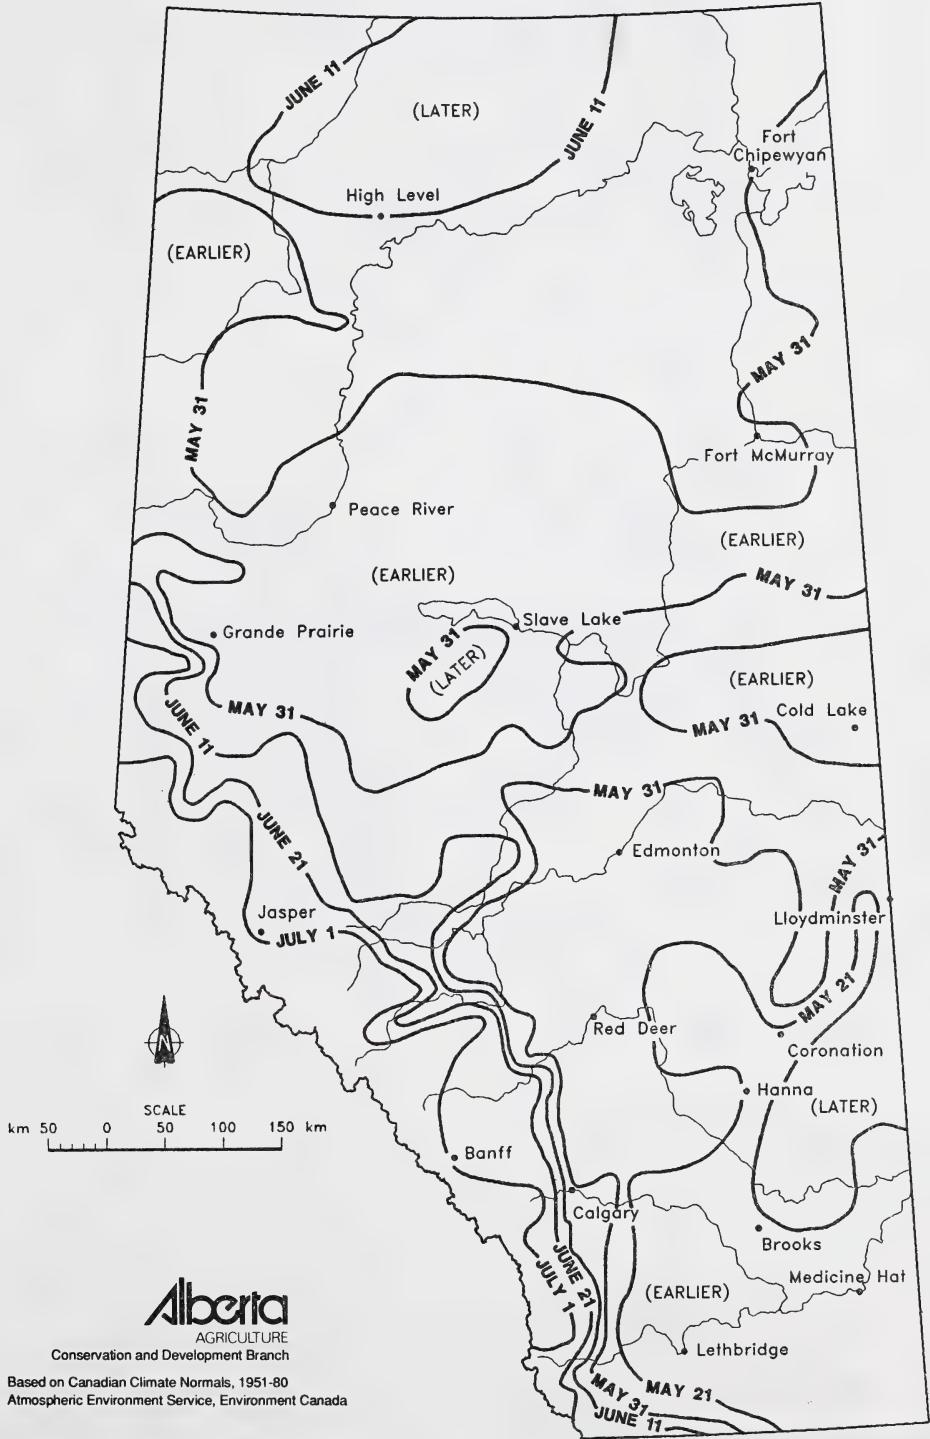 JUNE 11
(LATER)
JUNE 11
Fort
Chipewyan
High Level
(EARLIER)
MAY 31
MAY 31
Fort McMurray
Peace River
(EARLIER)
(EARLIER)
MAY 31
Slave Lake
Grande Prairie
MAY 31
(LATER)
(EARLIER)
MAY 31
Cold Lake
JUNE 11
MAY 31
MAY 31
JUNE 21
Edmonton
MAY 31
Jasper
Lloydminster
JULY 1
MAY 21
Red Deer
Coronation
N
Hanna
(LATER)
SCALE
km 50 0 50 100 150 km
Banff
Calgary
Brooks
JUNE 21
JULY 1
Medicine Hat
(EARLIER)
Alberta
AGRICULTURE
Conservation and Development Branch
Lethbridge
Based on Canadian Climate Normals, 1951-80
Atmospheric Environment Service, Environment Canada
MAY 31
MAY 21
JUNE 11